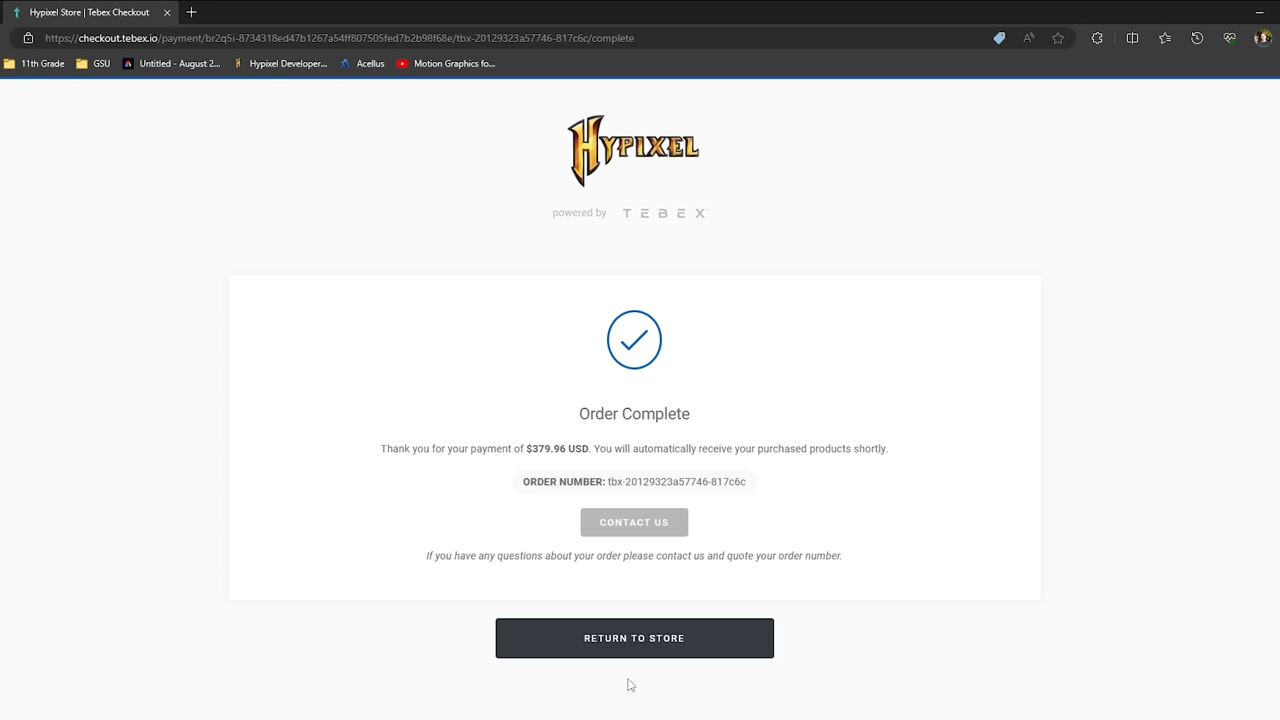 Hypixel Store | Tebex Checkout
https://checkout.tebex.io/payment/br2q5i-8734318ed47b1267a54ff807505fed7b2b98f68e/tbx-20129323a57746-817c6c/complete
11th Grade
GSU
Untitled - August 2...
Hypixel Developer...
Acellus
Motion Graphics fo...
HYPIXEL
powered by TEBEX
Order Complete
Thank you for your payment of $379.96 USD. You will automatically receive your purchased products shortly.
ORDER NUMBER: tbx-20129323a57746-817c6c
CONTACT US
If you have any questions about your order please contact us and quote your order number.
RETURN TO STORE